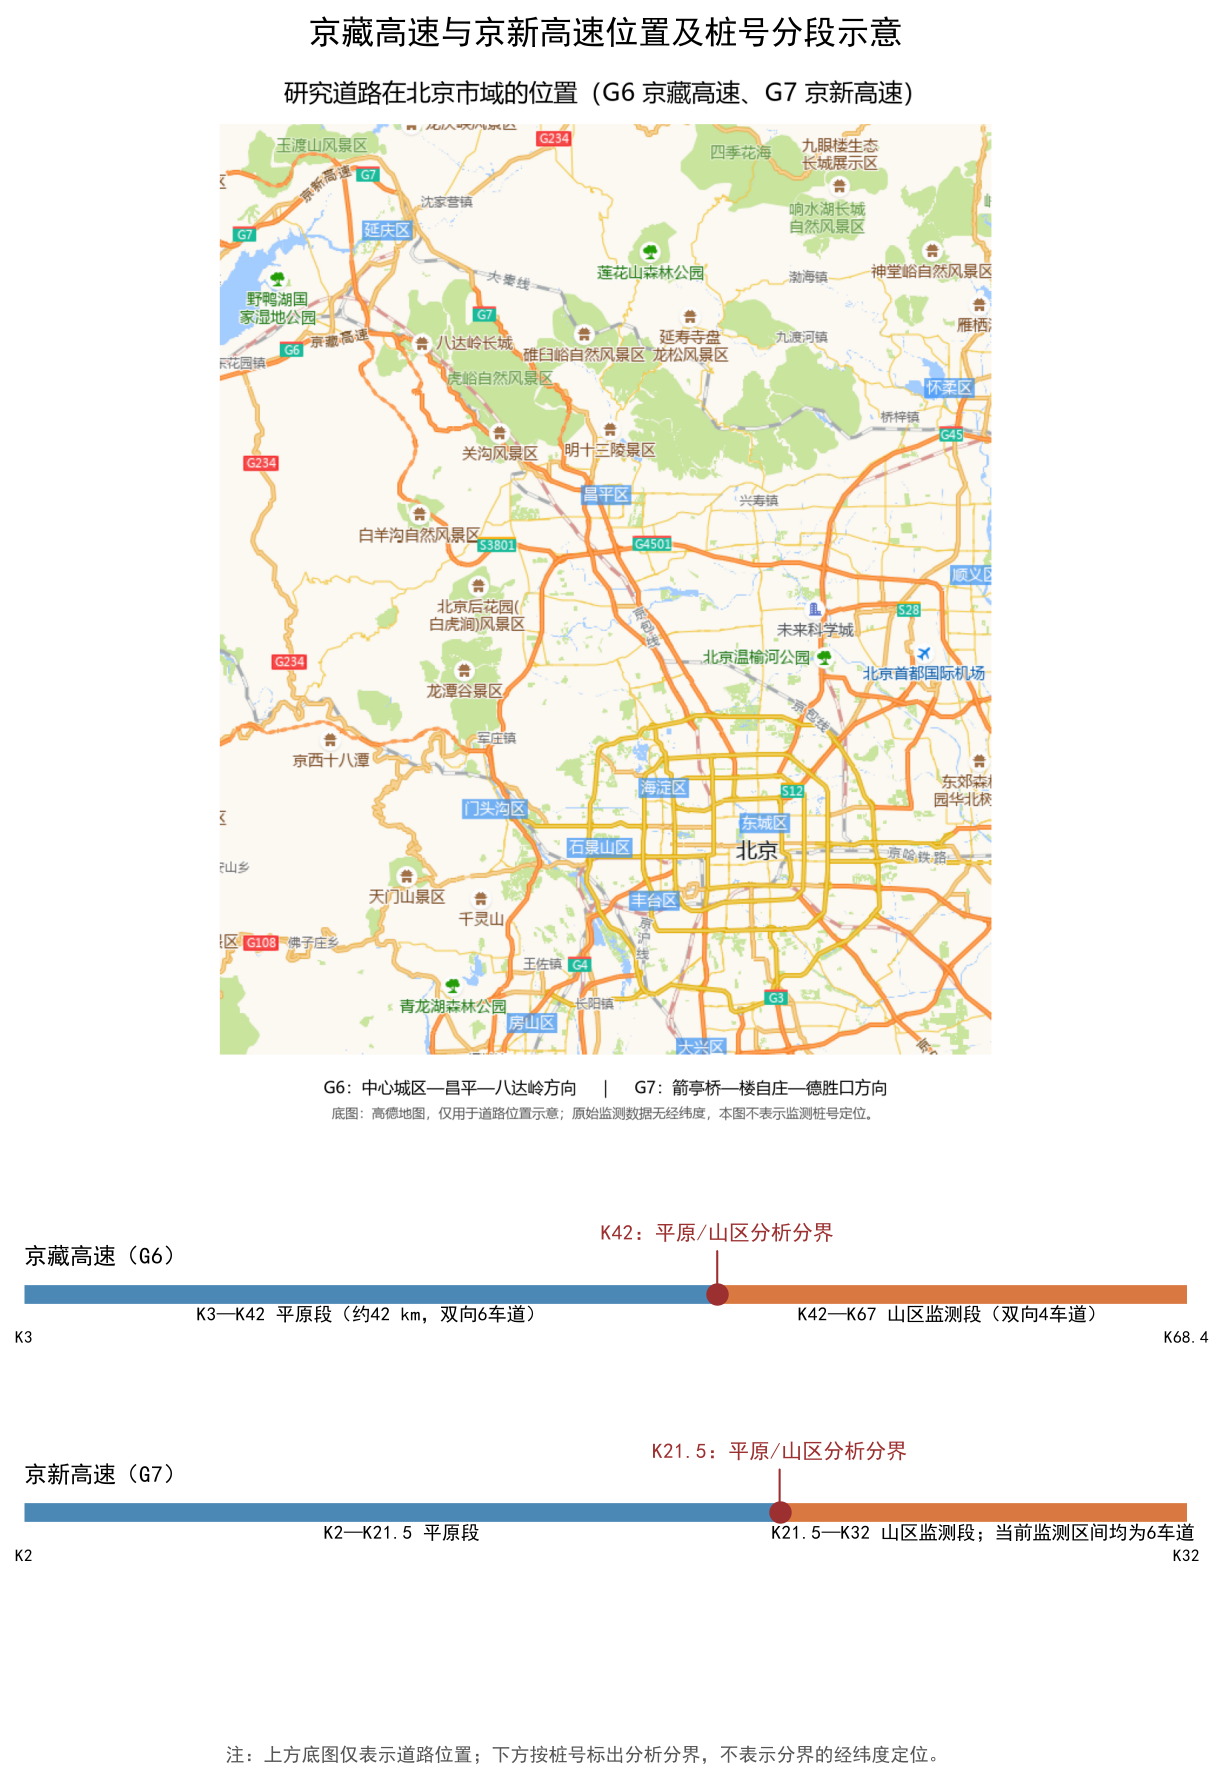 京藏高速与京新高速位置及桩号分段示意
研究道路在北京市域的位置（G6 京藏高速、G7 京新高速）
G234
玉渡山风景区
四季花海
九眼楼生态
长城展示区
京新高速
G7
沈家营镇
响水湖长城
自然风景区
G7
延庆区
莲花山森林公园
渤海镇
神堂峪自然风景区
大秦线
野鸭湖国
家湿地公园
G7
京藏高速
G6
八达岭长城
碓臼峪自然风景区
延寿寺盘
龙松风景区
九渡河镇
虎峪自然风景区
怀柔区
桥梓镇
G45
关沟风景区
明十三陵景区
G234
昌平区
兴寿镇
白羊沟自然风景区
S3801
G4501
顺义区
北京后花园(
白虎涧)风景区
京包线
未来科学城
S28
北京温榆河公园
北京首都国际机场
G234
龙潭谷景区
京包线
军庄镇
京西十八潭
海淀区
S12
门头沟区
东城区
石景山区
北京
京哈铁路
天门山景区
千灵山
丰台区
京沪线
G108
佛子庄乡
王佐镇
G4
青龙湖森林公园
长阳镇
G3
房山区
大兴区
G6：中心城区—昌平—八达岭方向 | G7：箭亭桥—楼自庄—德胜口方向
底图：高德地图，仅用于道路位置示意；原始监测数据无经纬度，本图不表示监测桩号定位。
K42：平原/山区分析分界
京藏高速（G6）
K3—K42 平原段（约42 km，双向6车道）
K42—K67 山区监测段（双向4车道）
K3
K68.4
K21.5：平原/山区分析分界
京新高速（G7）
K2—K21.5 平原段
K21.5—K32 山区监测段；当前监测区间均为6车道
K2
K32
注：上方底图仅表示道路位置；下方按桩号标出分析分界，不表示分界的经纬度定位。